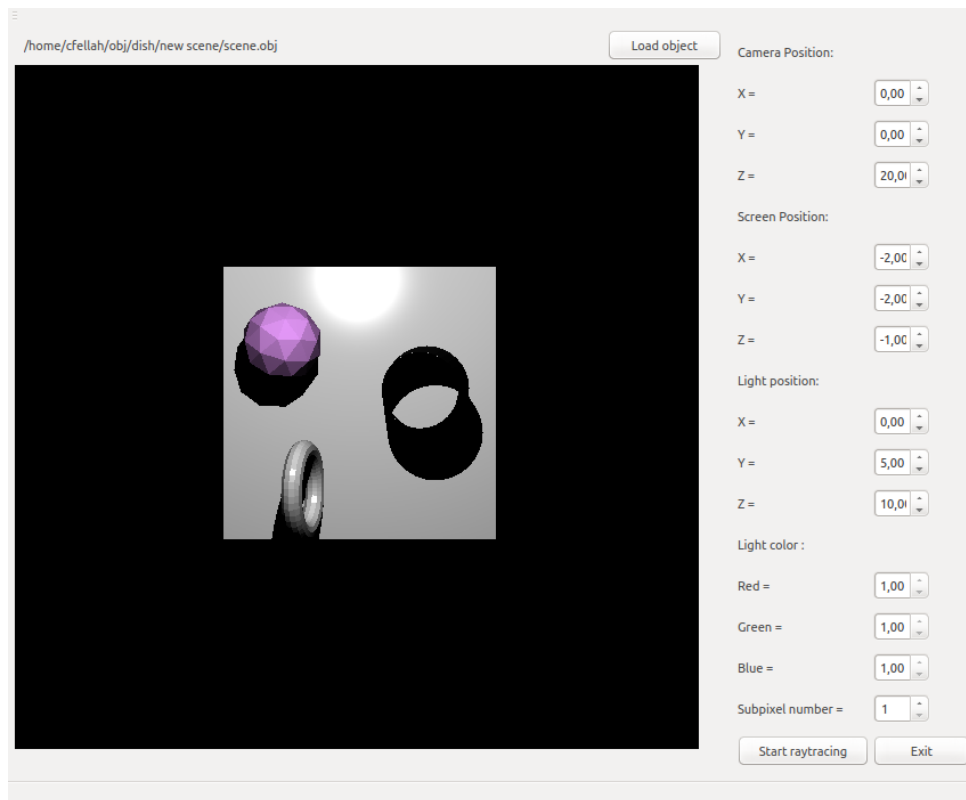 /home/cfellah/obj/dish/new scene/scene.obj
Load object
Camera Position:
X = 0,00
Y = 0,00
Z = 20,0
Screen Position:
X = -2,00
Y = -2,00
Z = -1,00
Light position:
X = 0,00
Y = 5,00
Z = 10,0
Light color :
Red = 1,00
Green = 1,00
Blue = 1,00
Subpixel number = 1
Start raytracing
Exit